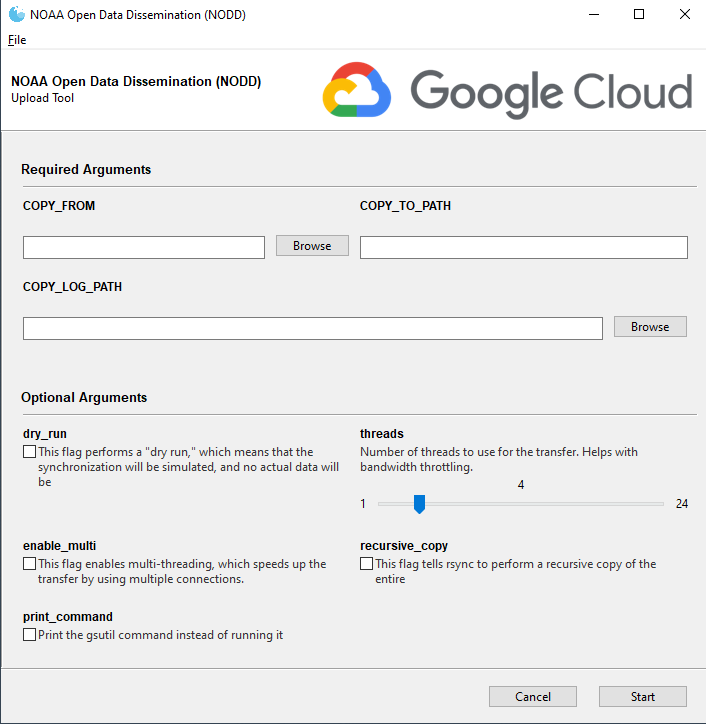 NOAA Open Data Dissemination (NODD)
File
NOAA Open Data Dissemination (NODD)
Upload Tool
Google Cloud
Required Arguments
COPY_FROM
COPY_TO_PATH
Browse
COPY_LOG_PATH
Browse
Optional Arguments
dry_run
This flag performs a "dry run," which means that the
synchronization will be simulated, and no actual data will
be
threads
Number of threads to use for the transfer. Helps with
bandwidth throttling.
4
1
24
enable_multi
This flag enables multi-threading, which speeds up the
transfer by using multiple connections.
recursive_copy
This flag tells rsync to perform a recursive copy of the
entire
print_command
Print the gsutil command instead of running it
Cancel
Start